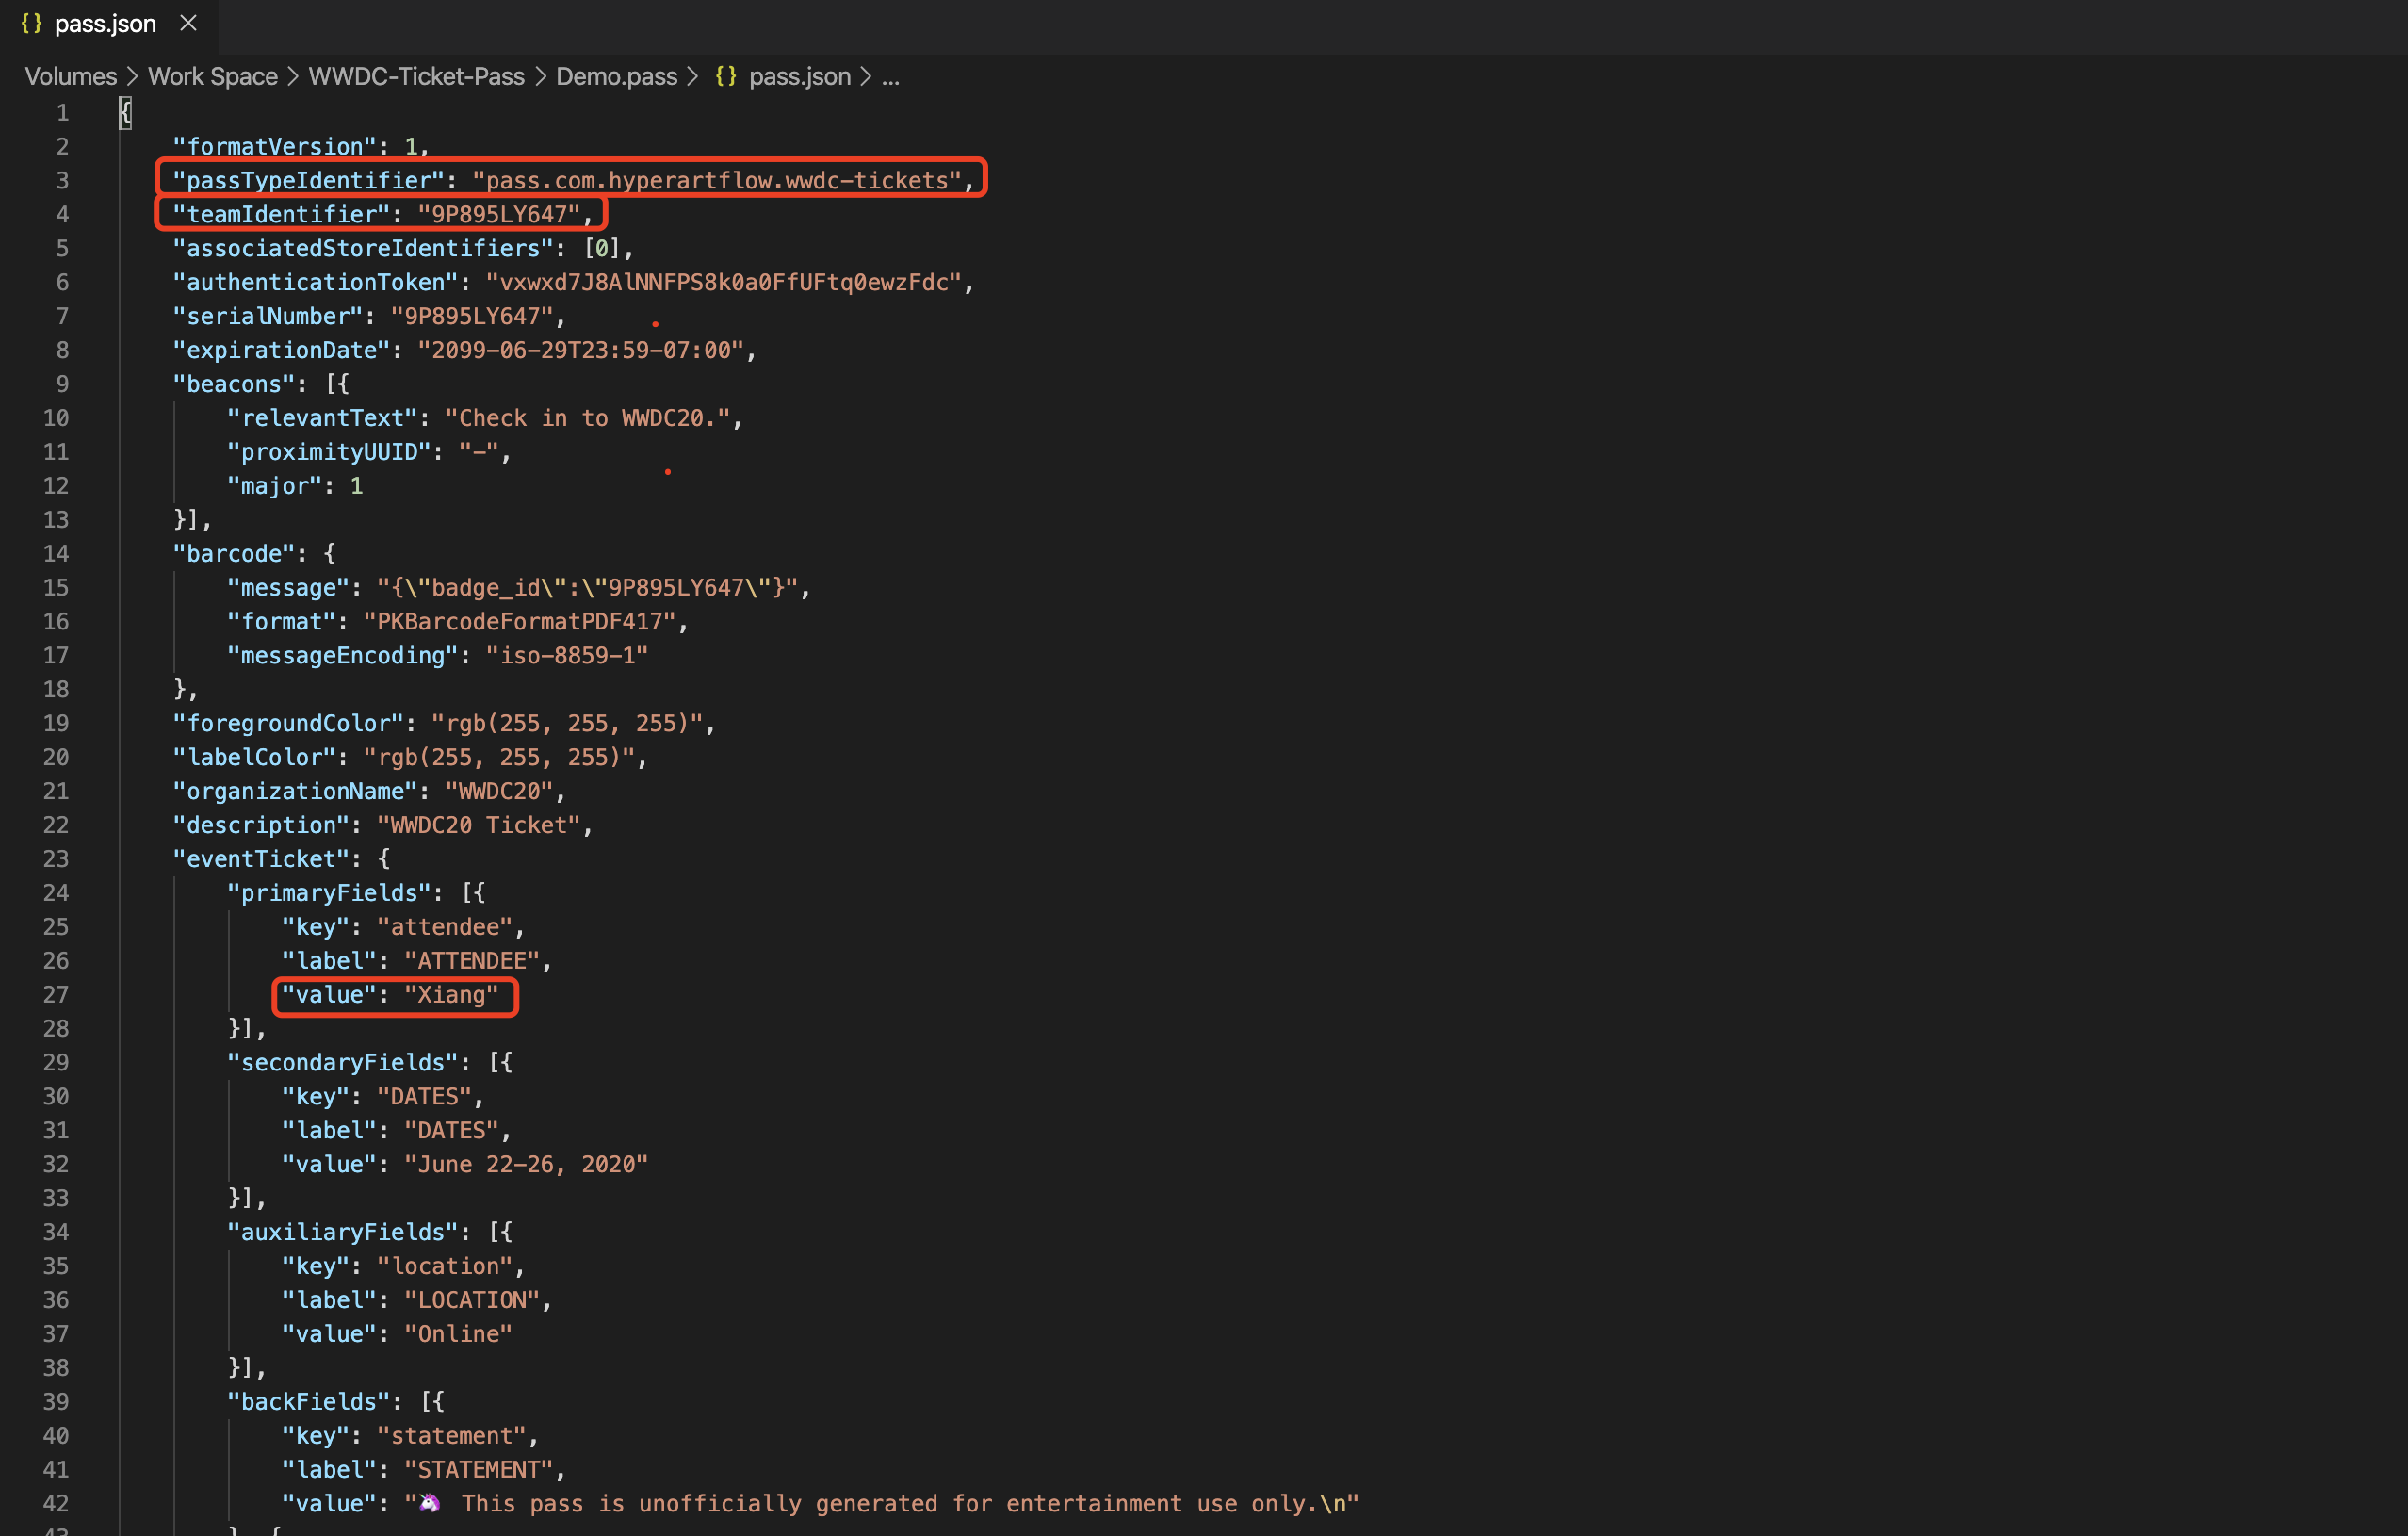 {} pass.json ×
Volumes > Work Space > WWDC-Ticket-Pass > Demo.pass > {} pass.json > ...
1 {
2 "formatVersion": 1,
3 "passTypeIdentifier": "pass.com.hyperartflow.wwdc-tickets",
4 "teamIdentifier": "9P895LY647",
5 "associatedStoreIdentifiers": [0],
6 "authenticationToken": "vxwxd7J8AlNNFPS8k0a0FfUFtq0ewzFdc",
7 "serialNumber": "9P895LY647",
8 "expirationDate": "2099-06-29T23:59-07:00",
9 "beacons": [{
10 "relevantText": "Check in to WWDC20.",
11 "proximityUUID": "-",
12 "major": 1
13 }],
14 "barcode": {
15 "message": "{\"badge_id\":\"9P895LY647\"}",
16 "format": "PKBarcodeFormatPDF417",
17 "messageEncoding": "iso-8859-1"
18 },
19 "foregroundColor": "rgb(255, 255, 255)",
20 "labelColor": "rgb(255, 255, 255)",
21 "organizationName": "WWDC20",
22 "description": "WWDC20 Ticket",
23 "eventTicket": {
24 "primaryFields": [{
25 "key": "attendee",
26 "label": "ATTENDEE",
27 "value": "Xiang"
28 }],
29 "secondaryFields": [{
30 "key": "DATES",
31 "label": "DATES",
32 "value": "June 22-26, 2020"
33 }],
34 "auxiliaryFields": [{
35 "key": "location",
36 "label": "LOCATION",
37 "value": "Online"
38 }],
39 "backFields": [{
40 "key": "statement",
41 "label": "STATEMENT",
42 "value": "🦄 This pass is unofficially generated for entertainment use only.\n"